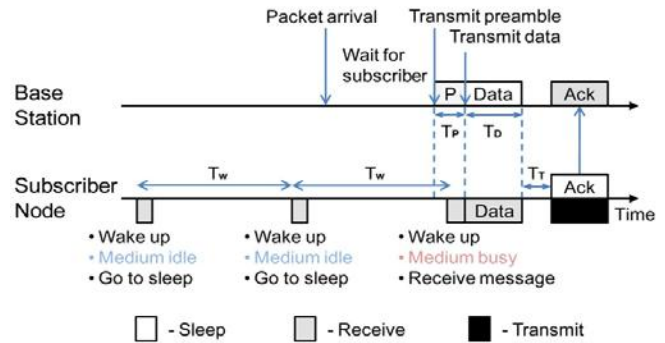 Packet arrival
Transmit preamble
Transmit data
Wait for
subscriber
Base
Station
P
Data
Ack
TP
TD
Subscriber
Node
TW
TW
TT
Ack
Data
Time
• Wake up
• Medium idle
• Go to sleep
• Wake up
• Medium idle
• Go to sleep
• Wake up
• Medium busy
• Receive message
- Sleep
- Receive
- Transmit